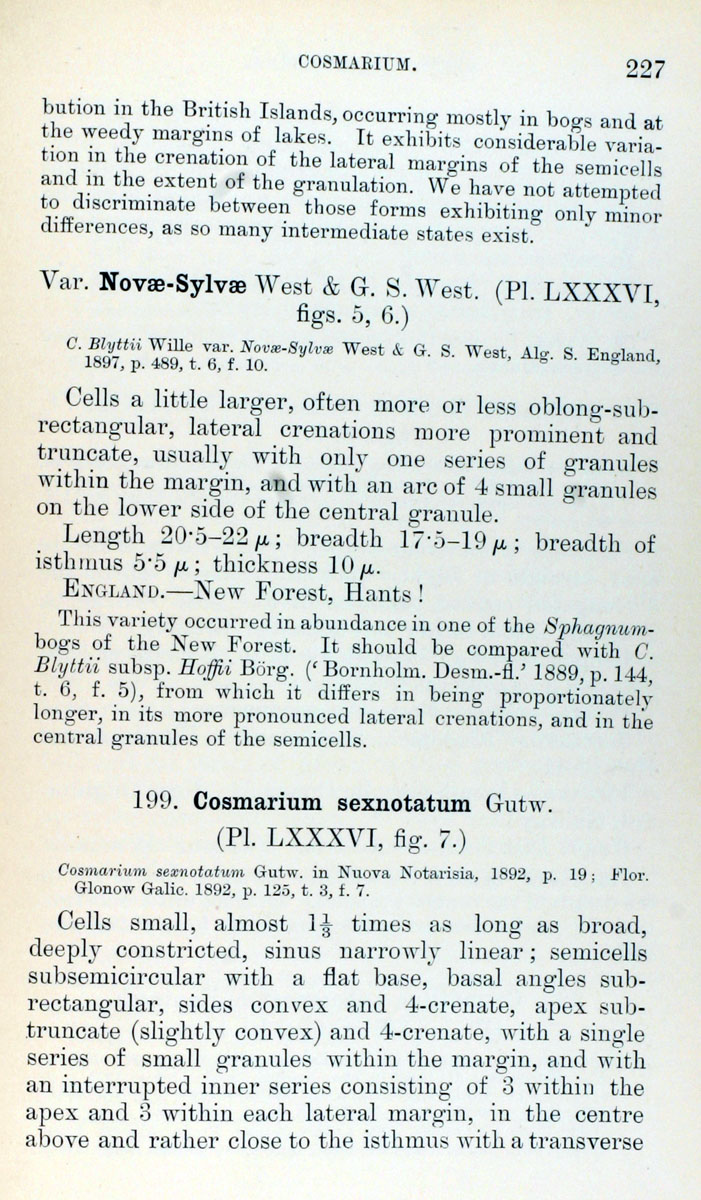 COSMARIUM.
227
bution in the British Islands, occurring mostly in bogs and at
the weedy margins of lakes. It exhibits considerable varia-
tion in the crenation of the lateral margins of the semicells
and in the extent of the granulation. We have not attempted
to discriminate between those forms exhibiting only minor
differences, as so many intermediate states exist.
Var. Novæ-Sylvæ West & G. S. West. (Pl. LXXXVI,
figs. 5, 6.)
C. Blyttii Wille var. Novæ-Sylvæ West & G. S. West, Alg. S. England,
1897, p. 489, t. 6, f. 10.
Cells a little larger, often more or less oblong-sub-
rectangular, lateral crenations more prominent and
truncate, usually with only one series of granules
within the margin, and with an arc of 4 small granules
on the lower side of the central granule.
Length 20·5–22 μ; breadth 17·5–19 μ; breadth of
isthmus 5·5 μ; thickness 10 μ.
ENGLAND.—New Forest, Hants!
This variety occurred in abundance in one of the Sphagnum-
bogs of the New Forest. It should be compared with C.
Blyttii subsp. Hoffii Börg. (‘Bornholm. Desm.-fl.’ 1889, p. 144,
t. 6, f. 5), from which it differs in being proportionately
longer, in its more pronounced lateral crenations, and in the
central granules of the semicells.
199. Cosmarium sexnotatum Gutw.
(Pl. LXXXVI, fig. 7.)
Cosmarium sexnotatum Gutw. in Nuova Notarisia, 1892, p. 19; Flor.
Glonow Galic. 1892, p. 125, t. 3, f. 7.
Cells small, almost 1⅓ times as long as broad,
deeply constricted, sinus narrowly linear; semicells
subsemicircular with a flat base, basal angles sub-
rectangular, sides convex and 4-crenate, apex sub-
truncate (slightly convex) and 4-crenate, with a single
series of small granules within the margin, and with
an interrupted inner series consisting of 3 within the
apex and 3 within each lateral margin, in the centre
above and rather close to the isthmus with a transverse